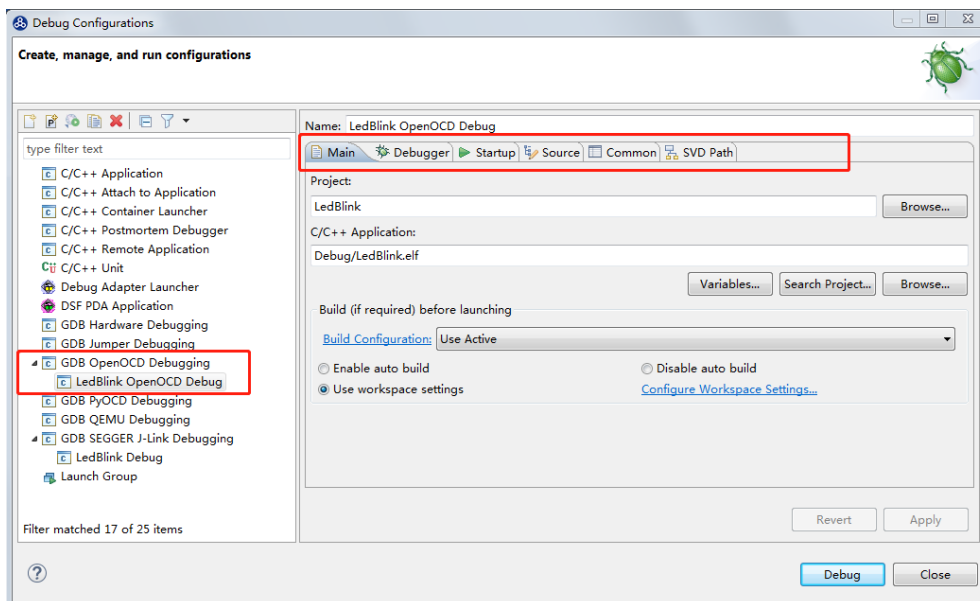 Debug Configurations
Create, manage, and run configurations
type filter text
C/C++ Application
C/C++ Attach to Application
C/C++ Container Launcher
C/C++ Postmortem Debugger
C/C++ Remote Application
C/C++ Unit
Debug Adapter Launcher
DSF PDA Application
GDB Hardware Debugging
GDB Jumper Debugging
GDB OpenOCD Debugging
LedBlink OpenOCD Debug
GDB PyOCD Debugging
GDB QEMU Debugging
GDB SEGGER J-Link Debugging
LedBlink Debug
Launch Group
Filter matched 17 of 25 items
Name: LedBlink OpenOCD Debug
Main Debugger Startup Source Common SVD Path
Project:
LedBlink Browse...
C/C++ Application:
Debug/LedBlink.elf
Variables... Search Project... Browse...
Build (if required) before launching
Build Configuration: Use Active
Enable auto build Disable auto build
Use workspace settings Configure Workspace Settings...
Revert Apply
Debug Close